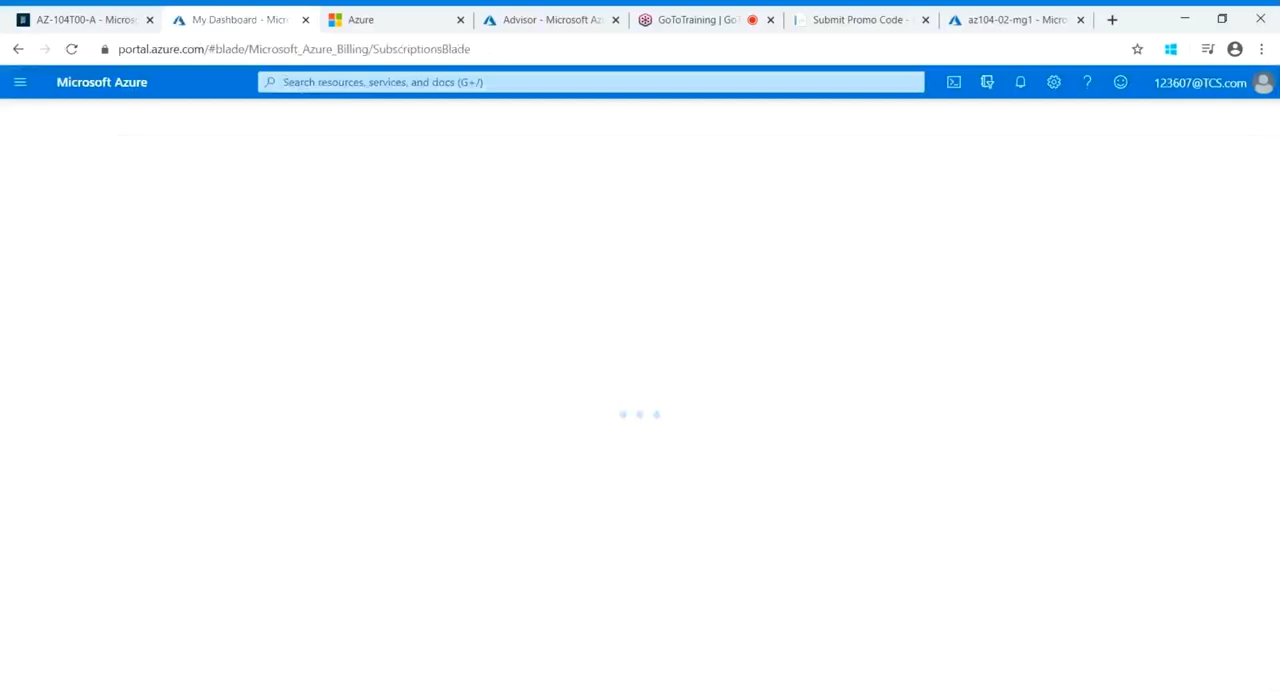 AZ-104T00-A - Micros
My Dashboard - Micr
Azure
Advisor - Microsoft Az
GoToTraining | GoT
Submit Promo Code -
az104-02-mg1 - Micro
portal.azure.com/#blade/Microsoft_Azure_Billing/SubscriptionsBlade
Microsoft Azure
Search resources, services, and docs (G+/)
123607@TCS.com